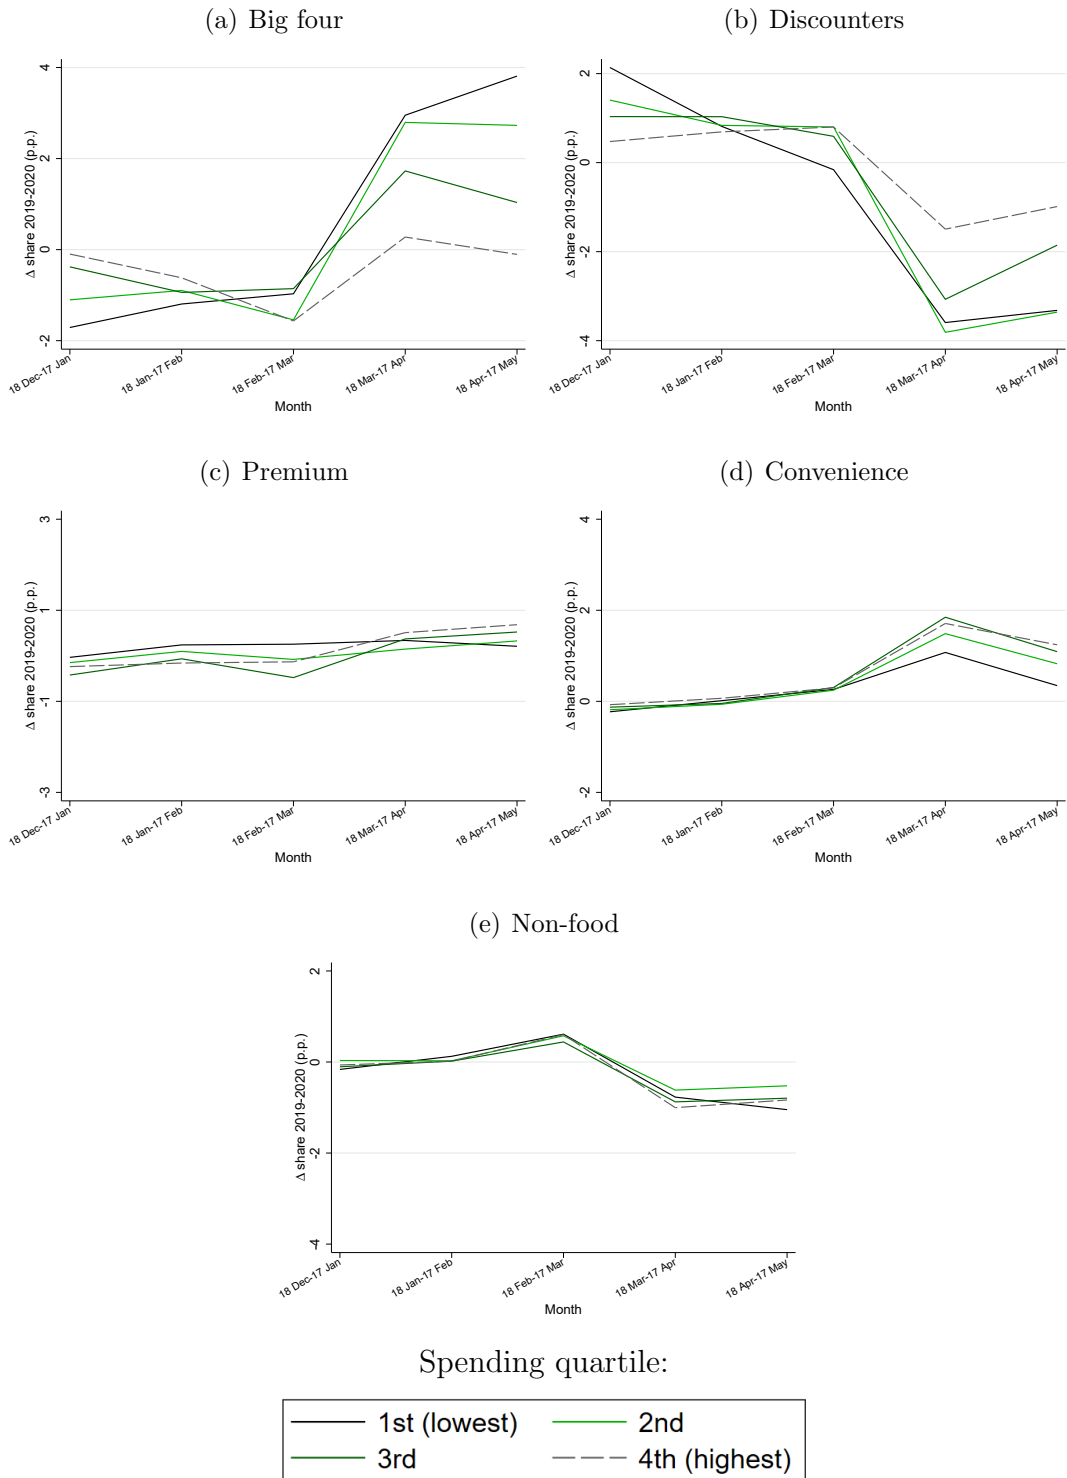 (a) Big four
Δ share 2019-2020 (p.p.)
4
2
0
-2
18 Dec-17 Jan
18 Jan-17 Feb
18 Feb-17 Mar
18 Mar-17 Apr
18 Apr-17 May
Month
(b) Discounters
Δ share 2019-2020 (p.p.)
2
0
-2
-4
18 Dec-17 Jan
18 Jan-17 Feb
18 Feb-17 Mar
18 Mar-17 Apr
18 Apr-17 May
Month
(c) Premium
Δ share 2019-2020 (p.p.)
3
1
-1
-3
18 Dec-17 Jan
18 Jan-17 Feb
18 Feb-17 Mar
18 Mar-17 Apr
18 Apr-17 May
Month
(d) Convenience
Δ share 2019-2020 (p.p.)
4
2
0
-2
18 Dec-17 Jan
18 Jan-17 Feb
18 Feb-17 Mar
18 Mar-17 Apr
18 Apr-17 May
Month
(e) Non-food
Δ share 2019-2020 (p.p.)
2
0
-2
-4
18 Dec-17 Jan
18 Jan-17 Feb
18 Feb-17 Mar
18 Mar-17 Apr
18 Apr-17 May
Month
Spending quartile:
1st (lowest) 2nd
3rd 4th (highest)